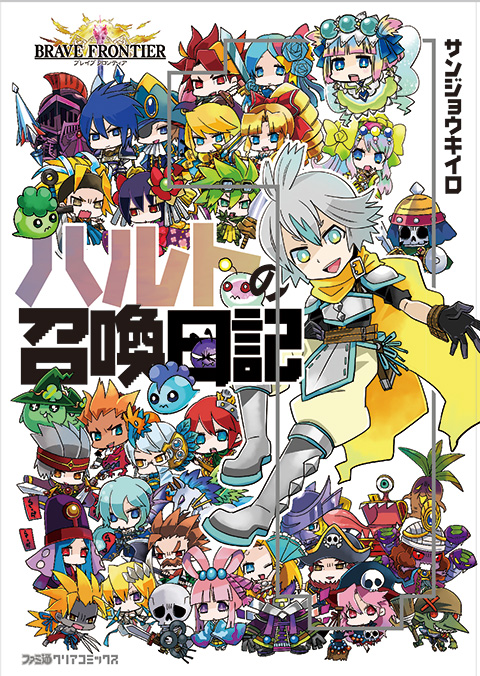 BRAVE FRONTIER
ブレイブ フロンティア
サンジョウキイロ
ハルトの
召喚日記
ファミ通クリアコミックス